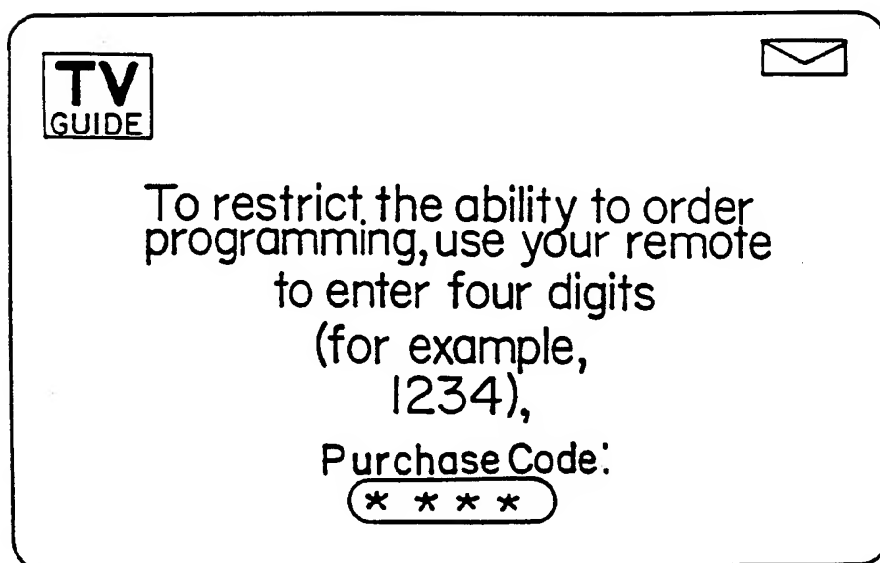 TV
GUIDE
To restrict the ability to order
programming, use your remote
to enter four digits
(for example,
1234),
Purchase Code:
* * * *